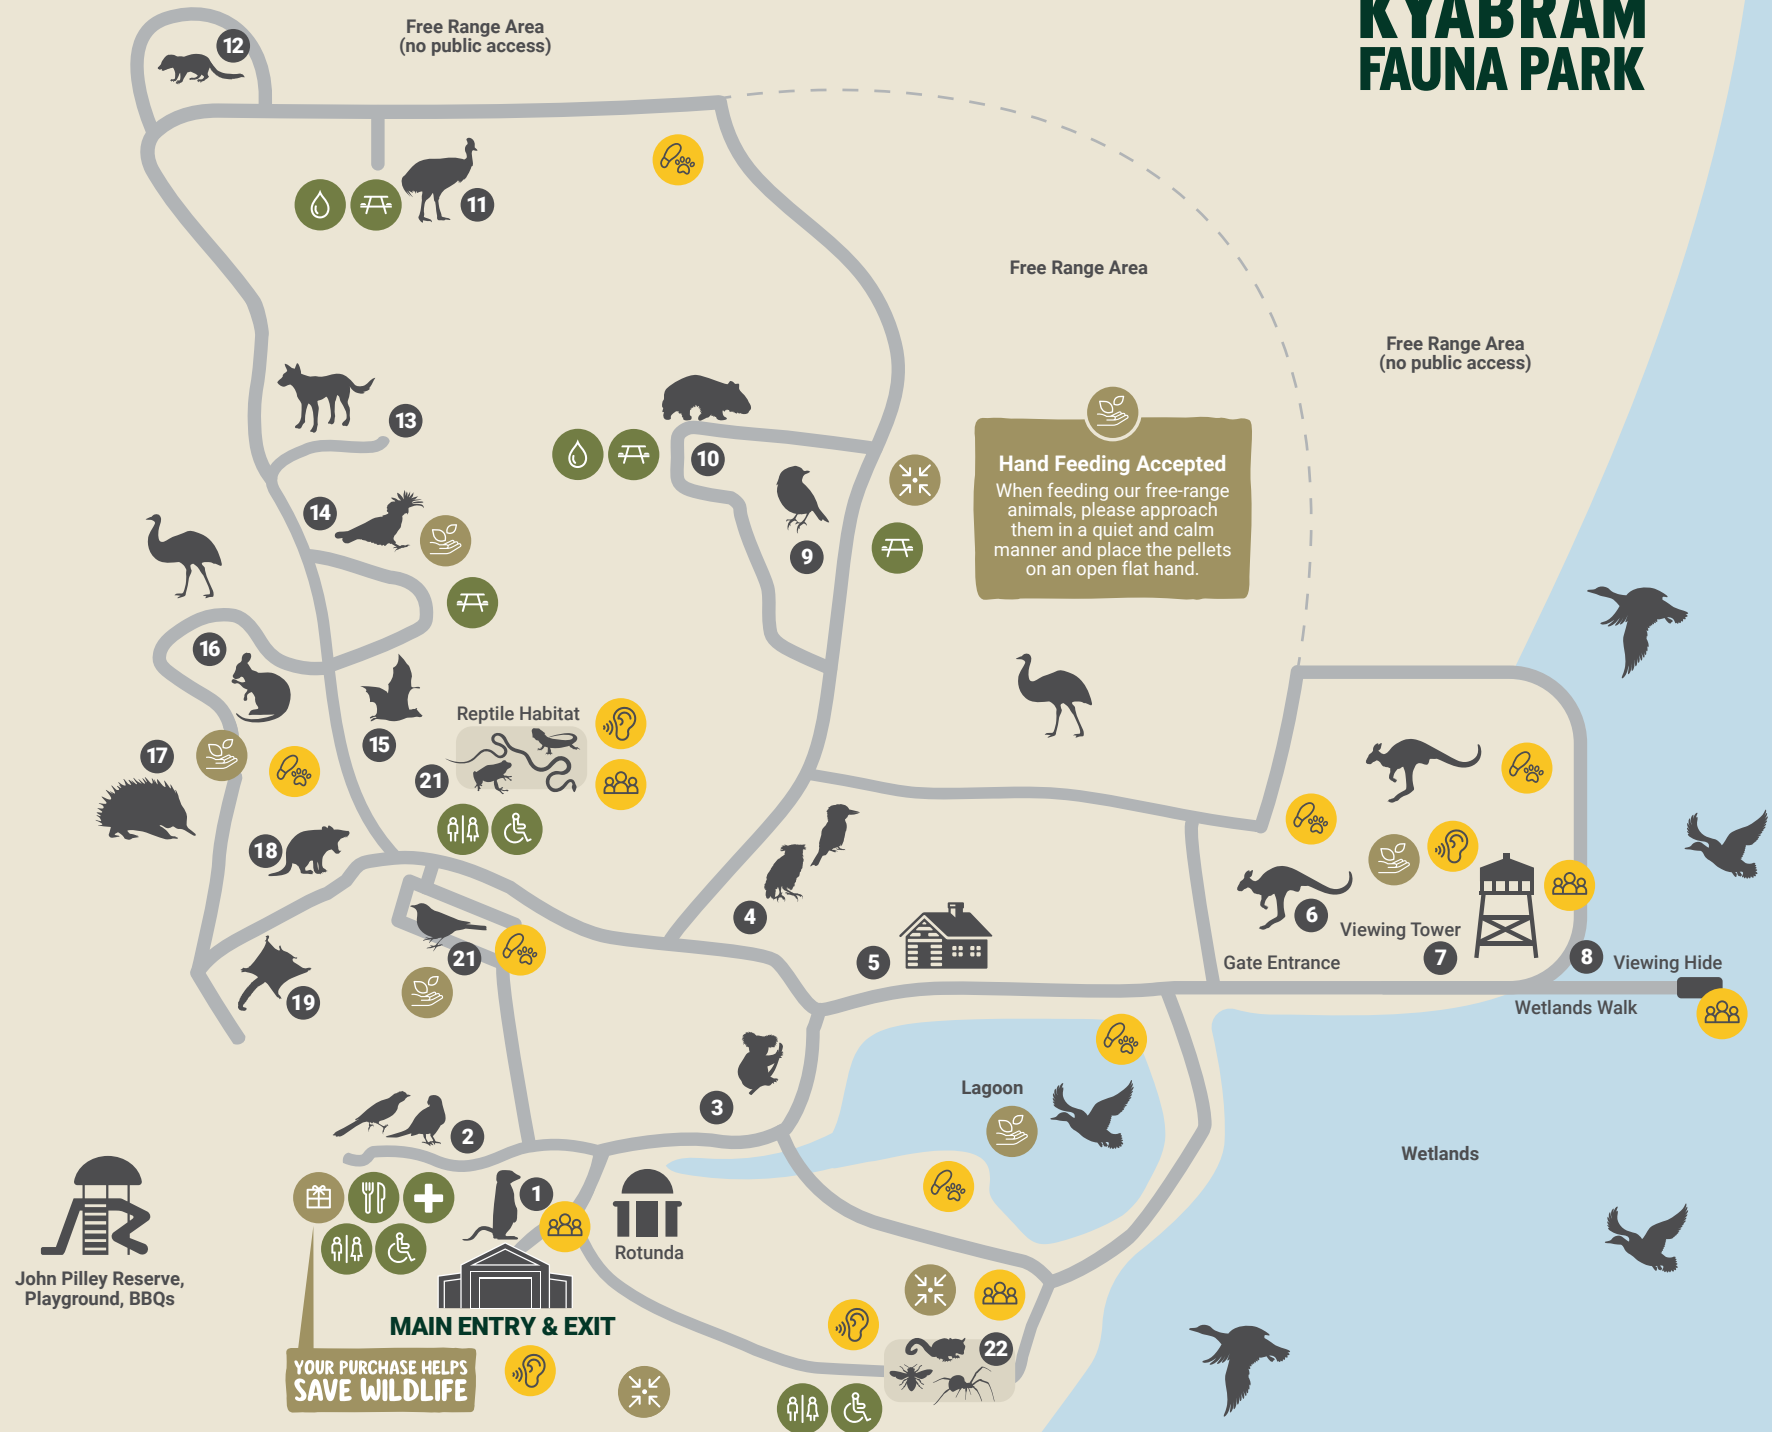 KYABRAM
FAUNA PARK
Free Range Area
(no public access)
12
11
Free Range Area
Free Range Area
(no public access)
13
10
14
9
Hand Feeding Accepted
When feeding our free-range
animals, please approach
them in a quiet and calm
manner and place the pellets
on an open flat hand.
16
15
17
Reptile Habitat
21
18
4
5
6
Viewing Tower
7
8
Gate Entrance
Viewing Hide
Wetlands Walk
21
19
3
Lagoon
2
Wetlands
1
Rotunda
John Pilley Reserve,
Playground, BBQs
MAIN ENTRY & EXIT
YOUR PURCHASE HELPS
SAVE WILDLIFE
22